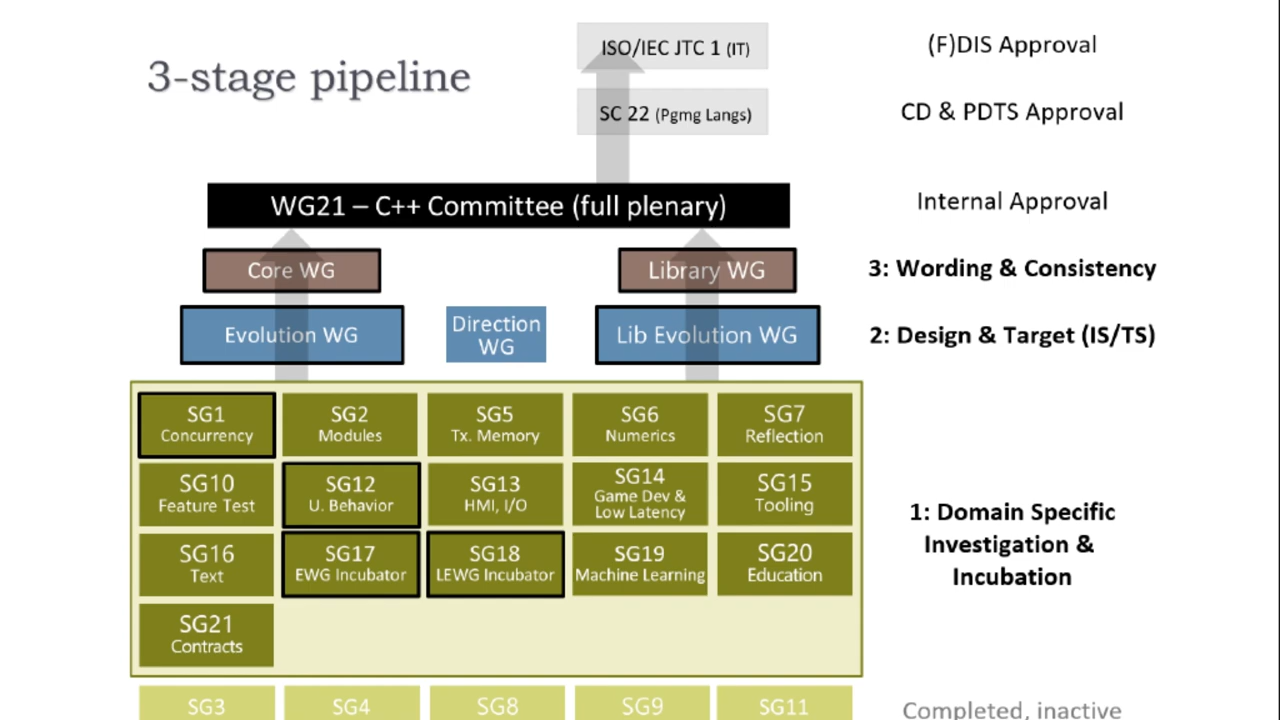 3-stage pipeline
ISO/IEC JTC 1 (IT)
(F)DIS Approval
SC 22 (Pgmg Langs)
CD & PDTS Approval
WG21 – C++ Committee (full plenary)
Internal Approval
Core WG
Library WG
3: Wording & Consistency
Evolution WG
Direction
WG
Lib Evolution WG
2: Design & Target (IS/TS)
SG1
Concurrency
SG2
Modules
SG5
Tx. Memory
SG6
Numerics
SG7
Reflection
SG10
Feature Test
SG12
U. Behavior
SG13
HMI, I/O
SG14
Game Dev &
Low Latency
SG15
Tooling
SG16
Text
SG17
EWG Incubator
SG18
LEWG Incubator
SG19
Machine Learning
SG20
Education
SG21
Contracts
1: Domain Specific
Investigation &
Incubation
SG3
SG4
SG8
SG9
SG11
Completed, inactive